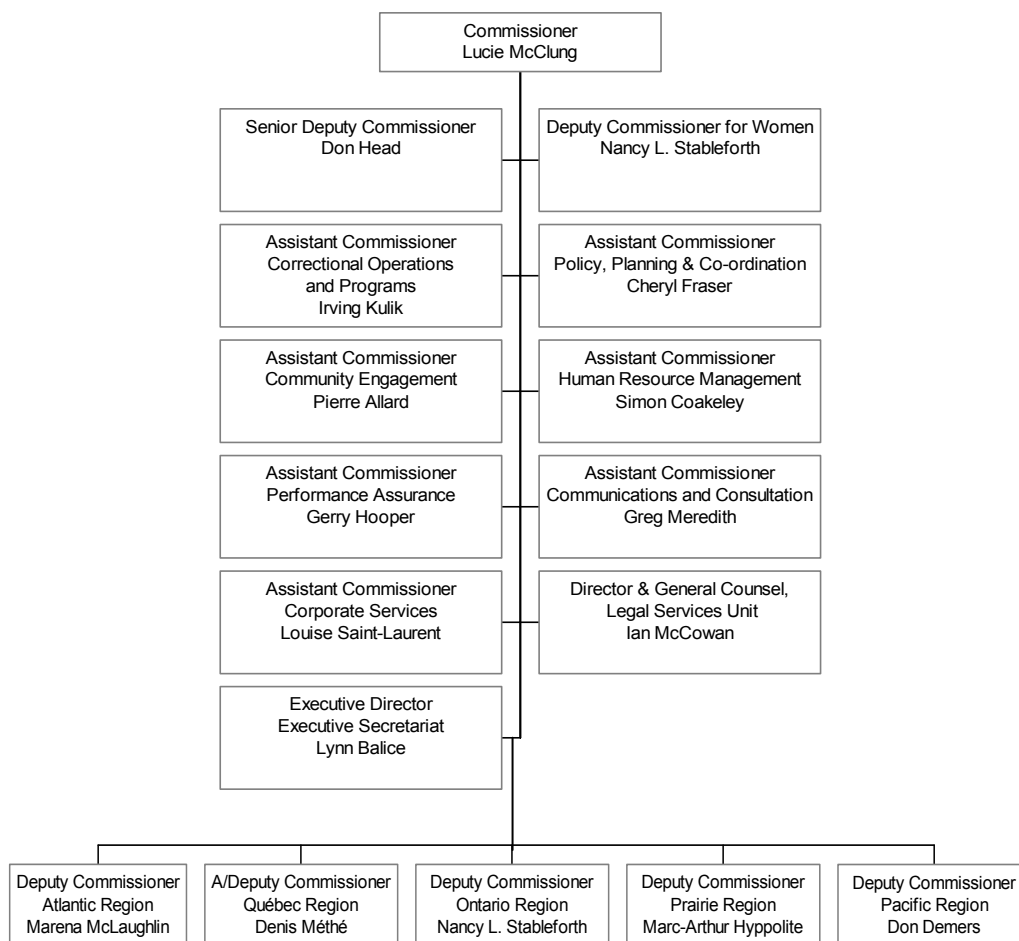 Commissioner
Lucie McClung
Senior Deputy Commissioner
Don Head
Deputy Commissioner for Women
Nancy L. Stableforth
Assistant Commissioner
Correctional Operations
and Programs
Irving Kulik
Assistant Commissioner
Policy, Planning & Co-ordination
Cheryl Fraser
Assistant Commissioner
Community Engagement
Pierre Allard
Assistant Commissioner
Human Resource Management
Simon Coakeley
Assistant Commissioner
Performance Assurance
Gerry Hooper
Assistant Commissioner
Communications and Consultation
Greg Meredith
Assistant Commissioner
Corporate Services
Louise Saint-Laurent
Director & General Counsel,
Legal Services Unit
Ian McCowan
Executive Director
Executive Secretariat
Lynn Balice
Deputy Commissioner
Atlantic Region
Marena McLaughlin
A/Deputy Commissioner
Québec Region
Denis Méthé
Deputy Commissioner
Ontario Region
Nancy L. Stableforth
Deputy Commissioner
Prairie Region
Marc-Arthur Hyppolite
Deputy Commissioner
Pacific Region
Don Demers